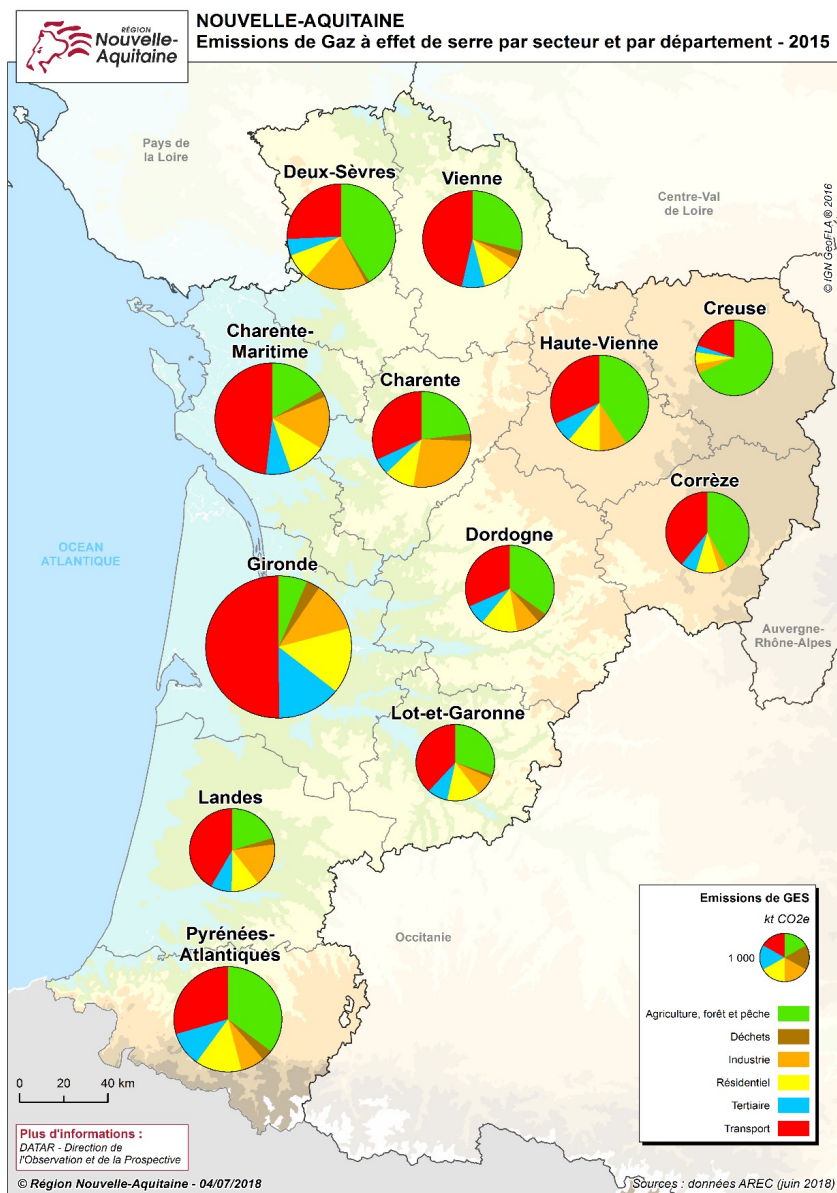 RÉGION
Nouvelle-
Aquitaine
NOUVELLE-AQUITAINE
Emissions de Gaz à effet de serre par secteur et par département - 2015
Pays de
la Loire
Deux-Sèvres
Vienne
Centre-Val
de Loire
© IGN GeoFLA ® 2016
Creuse
Charente-
Maritime
Haute-Vienne
Charente
Corrèze
OCEAN
ATLANTIQUE
Dordogne
Gironde
Auvergne-
Rhône-Alpes
Lot-et-Garonne
Landes
Occitanie
Pyrénées-
Atlantiques
Emissions de GES
kt CO2e
1 000
Agriculture, forêt et pêche
Déchets
Industrie
Résidentiel
Tertiaire
Transport
0 20 40 km
Plus d'informations :
DATAR - Direction de
l'Observation et de la Prospective
© Région Nouvelle-Aquitaine - 04/07/2018
Sources : données AREC (juin 2018)